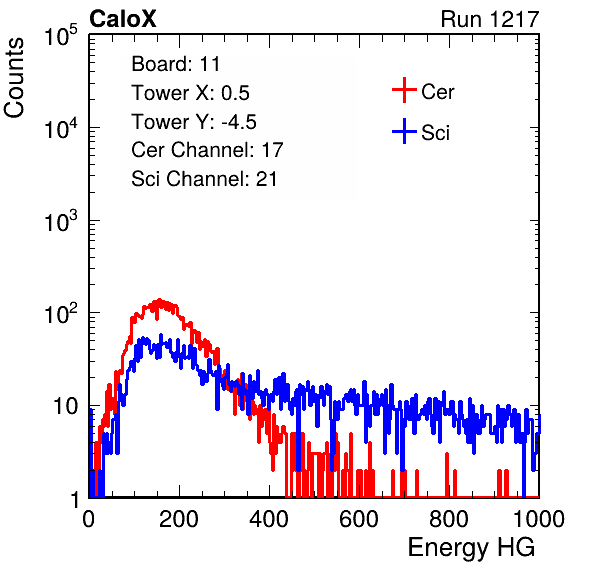 CaloX Run 1217
Counts
10^5
10^4
10^3
10^2
10
1
Board: 11
Tower X: 0.5
Tower Y: -4.5
Cer Channel: 17
Sci Channel: 21
Cer
Sci
0 200 400 600 800 1000
Energy HG